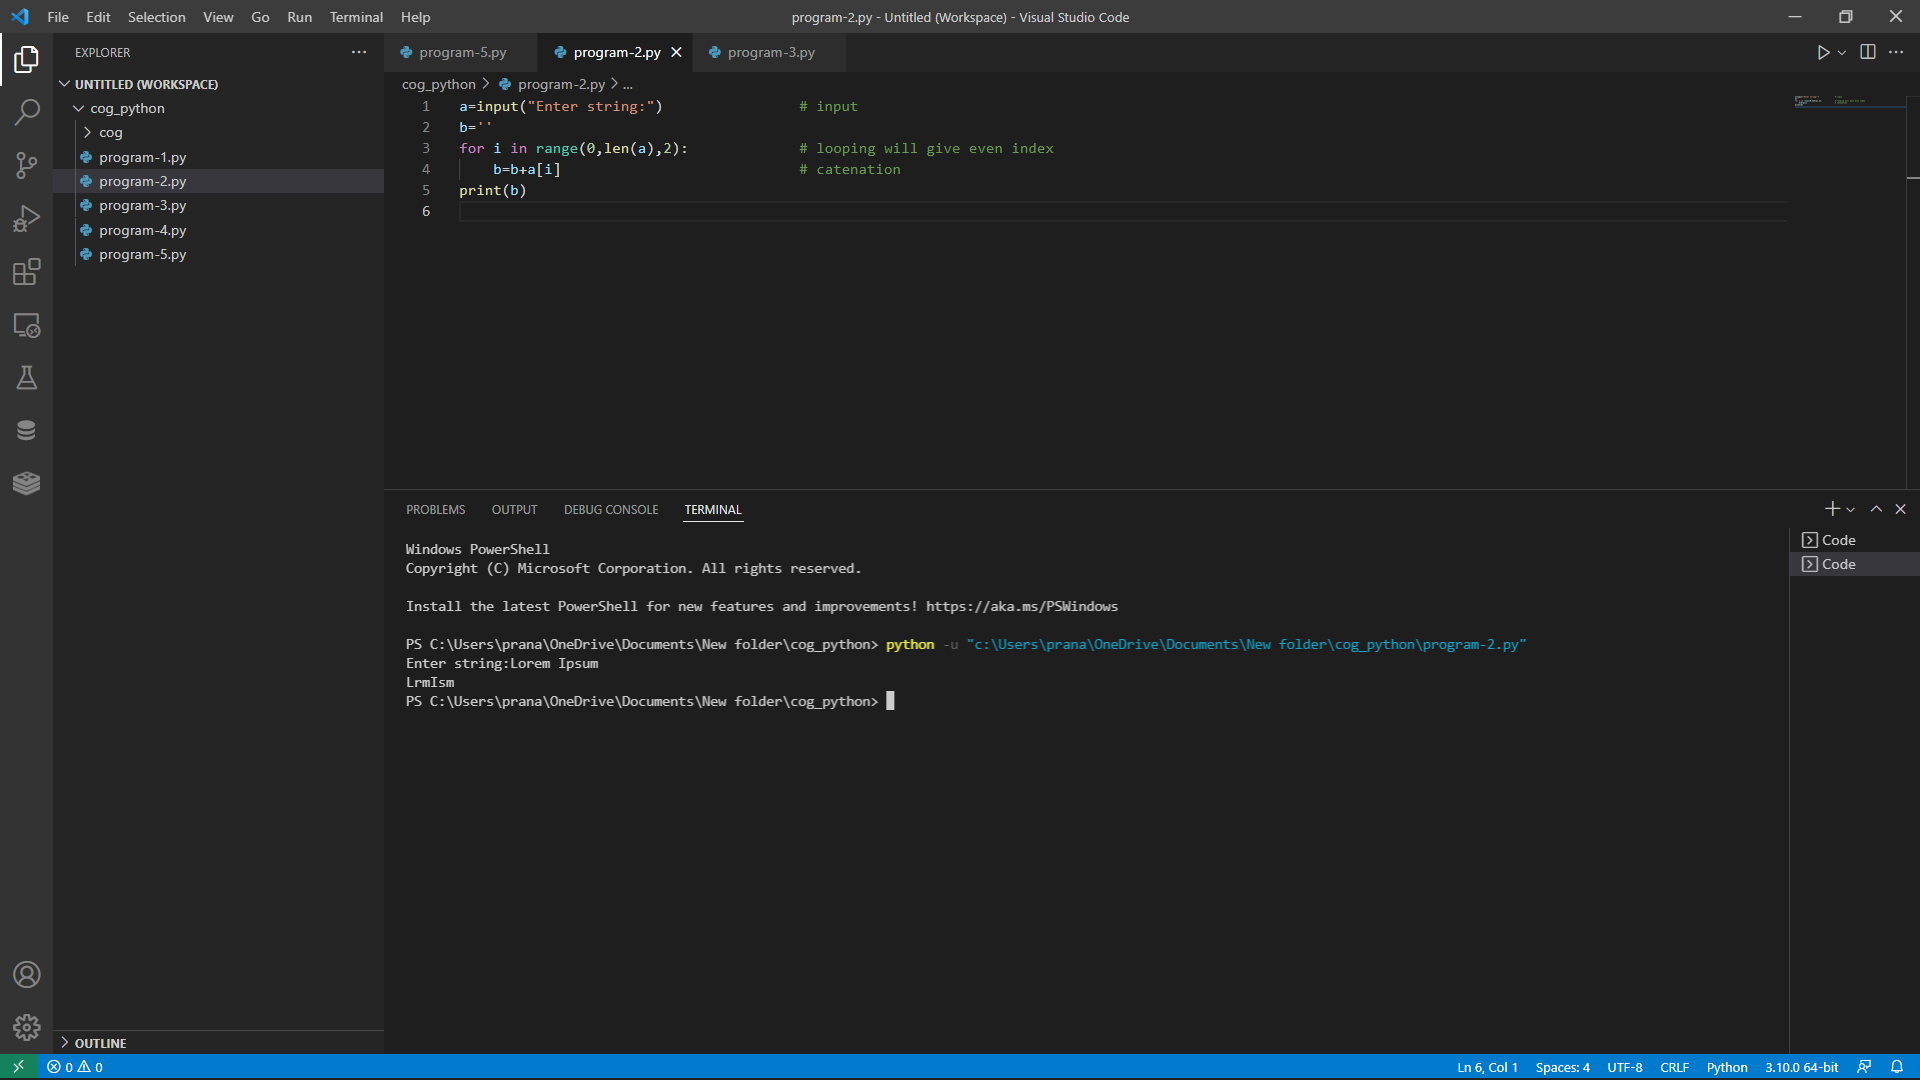 File Edit Selection View Go Run Terminal Help program-2.py - Untitled (Workspace) - Visual Studio Code
EXPLORER
UNTITLED (WORKSPACE)
cog_python
cog
program-1.py
program-2.py
program-3.py
program-4.py
program-5.py
OUTLINE
program-5.py program-2.py program-3.py
cog_python > program-2.py > ...
1 a=input("Enter string:") # input
2 b=''
3 for i in range(0,len(a),2): # looping will give even index
4 b=b+a[i] # catenation
5 print(b)
6
PROBLEMS OUTPUT DEBUG CONSOLE TERMINAL
Windows PowerShell
Copyright (C) Microsoft Corporation. All rights reserved.
Install the latest PowerShell for new features and improvements! https://aka.ms/PSWindows
PS C:\Users\prana\OneDrive\Documents\New folder\cog_python> python -u "c:\Users\prana\OneDrive\Documents\New folder\cog_python\program-2.py"
Enter string:Lorem Ipsum
LrmIsm
PS C:\Users\prana\OneDrive\Documents\New folder\cog_python>
Code
Code
0 0 Ln 6, Col 1 Spaces: 4 UTF-8 CRLF Python 3.10.0 64-bit